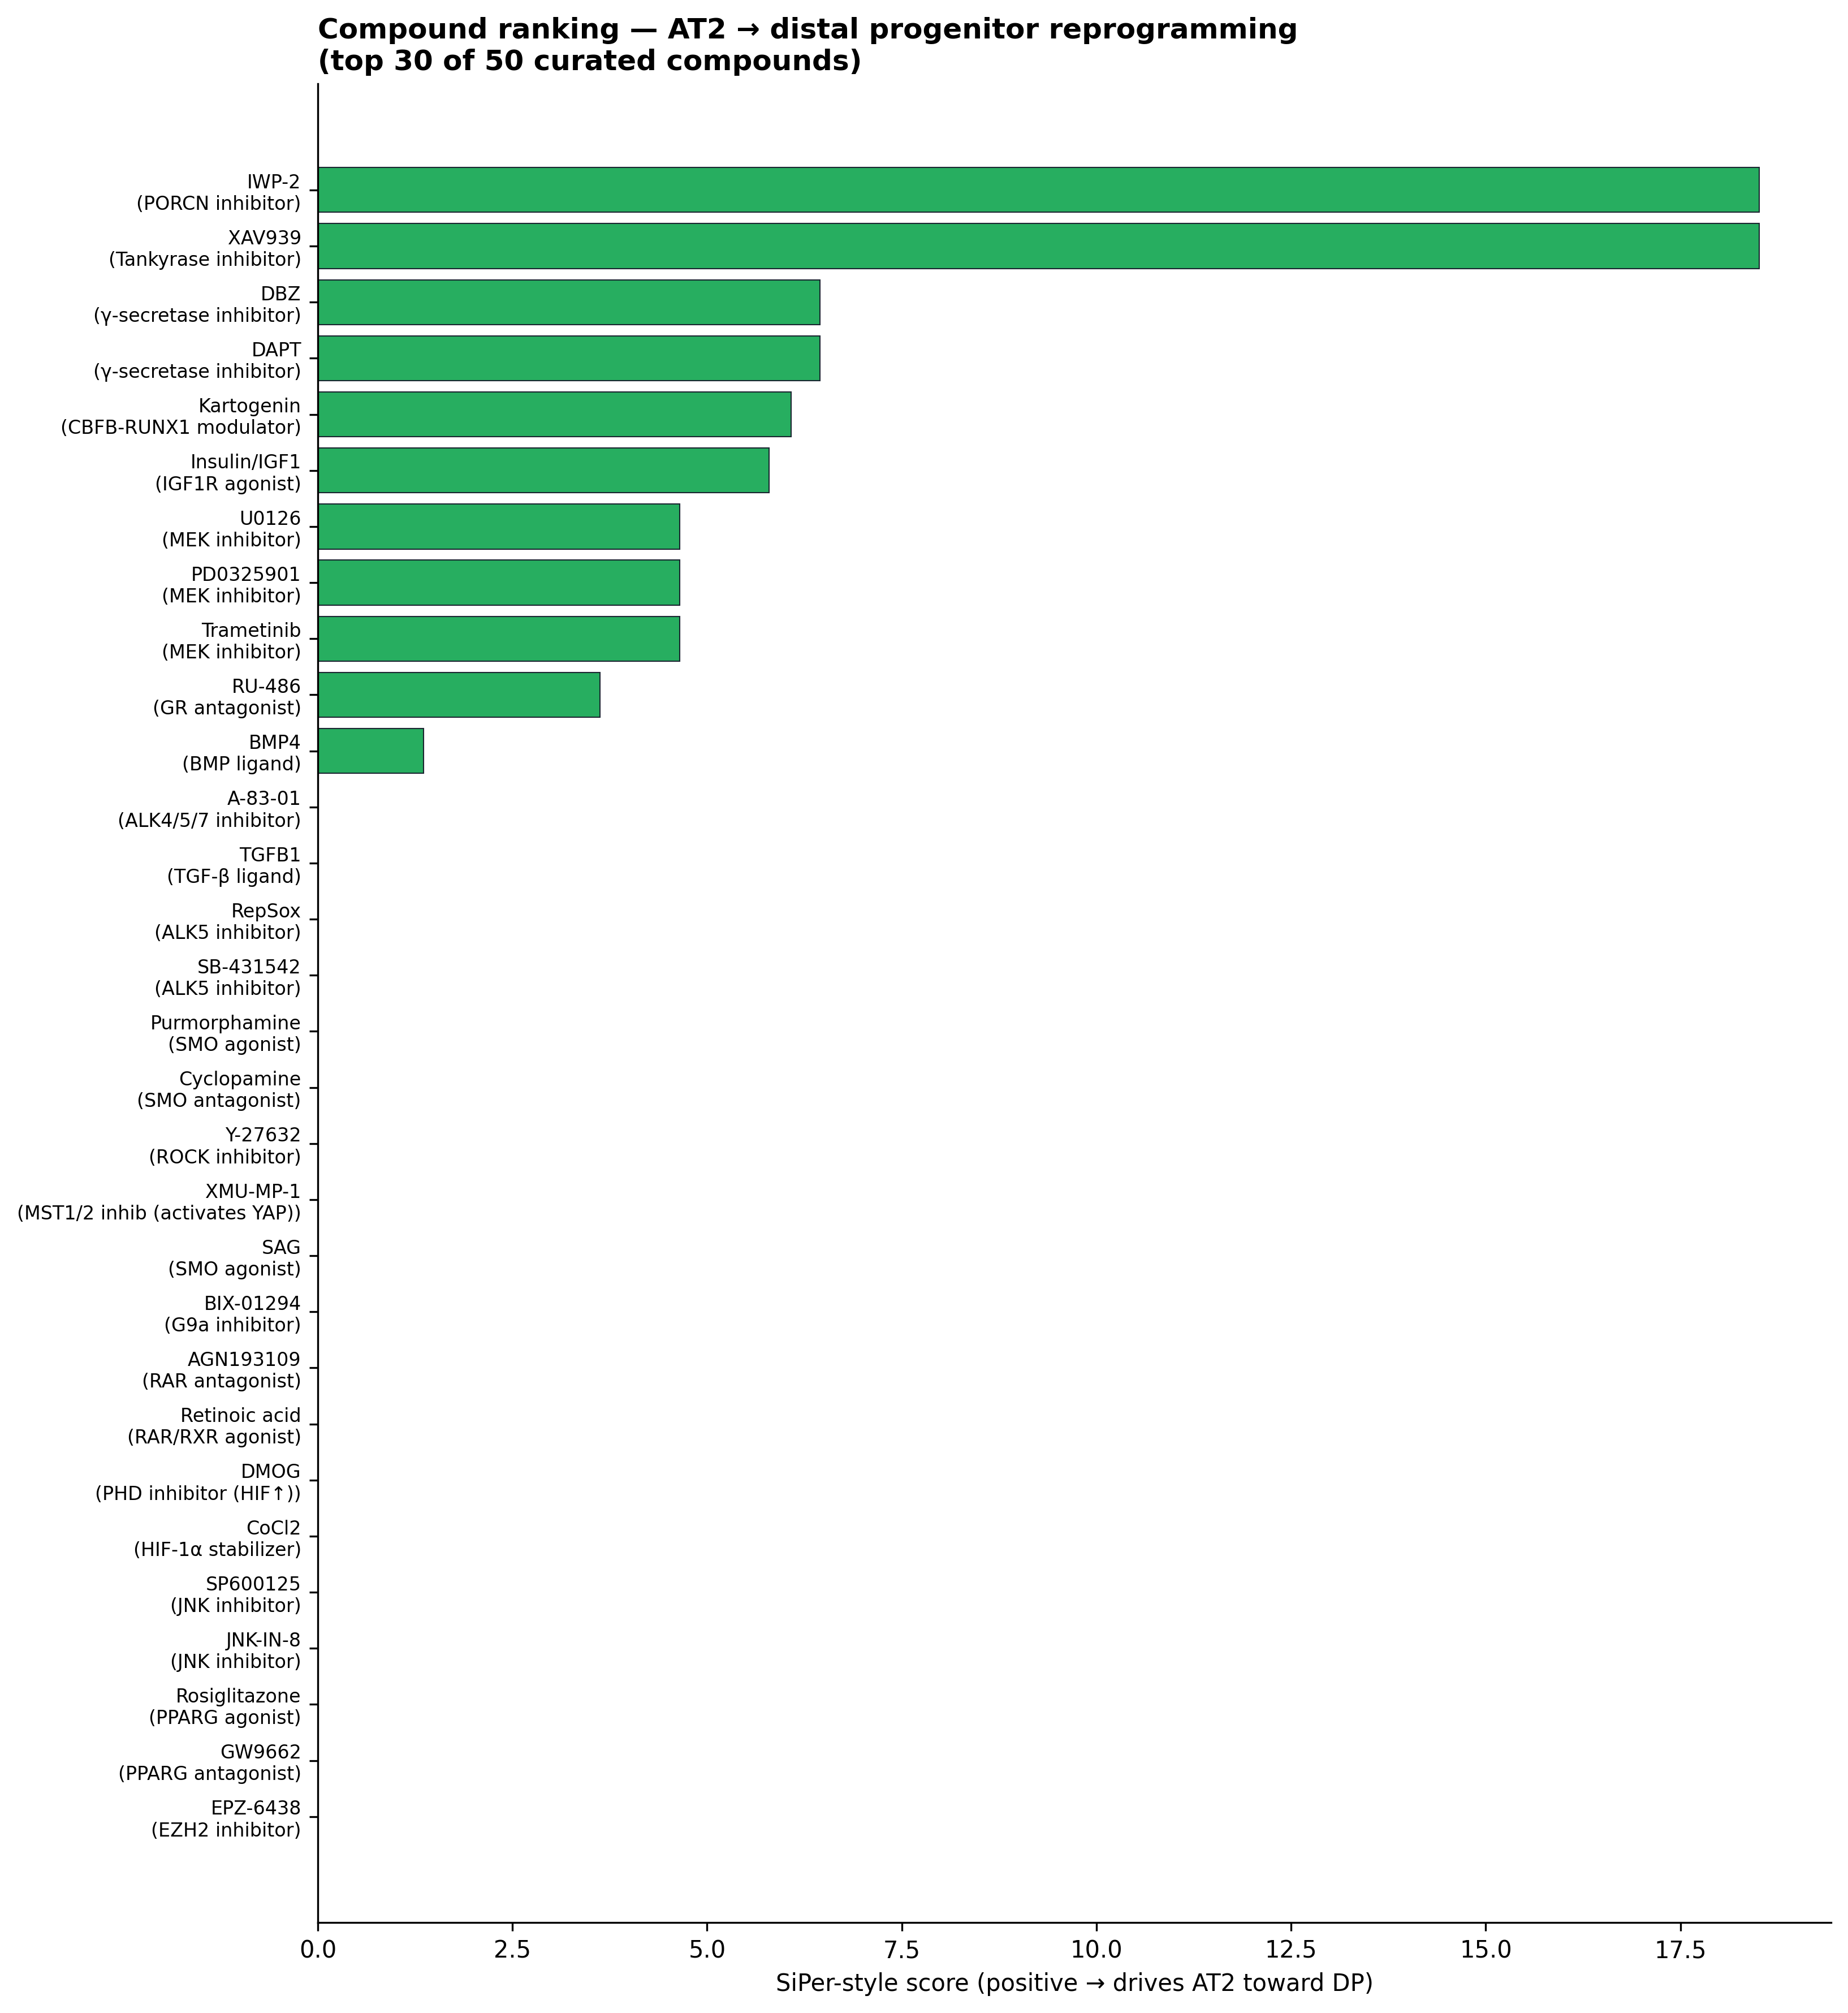 Compound ranking — AT2 → distal progenitor reprogramming
(top 30 of 50 curated compounds)
IWP-2
(PORCN inhibitor)
XAV939
(Tankyrase inhibitor)
DBZ
(γ-secretase inhibitor)
DAPT
(γ-secretase inhibitor)
Kartogenin
(CBFB-RUNX1 modulator)
Insulin/IGF1
(IGF1R agonist)
U0126
(MEK inhibitor)
PD0325901
(MEK inhibitor)
Trametinib
(MEK inhibitor)
RU-486
(GR antagonist)
BMP4
(BMP ligand)
A-83-01
(ALK4/5/7 inhibitor)
TGFB1
(TGF-β ligand)
RepSox
(ALK5 inhibitor)
SB-431542
(ALK5 inhibitor)
Purmorphamine
(SMO agonist)
Cyclopamine
(SMO antagonist)
Y-27632
(ROCK inhibitor)
XMU-MP-1
(MST1/2 inhib (activates YAP))
SAG
(SMO agonist)
BIX-01294
(G9a inhibitor)
AGN193109
(RAR antagonist)
Retinoic acid
(RAR/RXR agonist)
DMOG
(PHD inhibitor (HIF↑))
CoCl2
(HIF-1α stabilizer)
SP600125
(JNK inhibitor)
JNK-IN-8
(JNK inhibitor)
Rosiglitazone
(PPARG agonist)
GW9662
(PPARG antagonist)
EPZ-6438
(EZH2 inhibitor)
0.0 2.5 5.0 7.5 10.0 12.5 15.0 17.5
SiPer-style score (positive → drives AT2 toward DP)